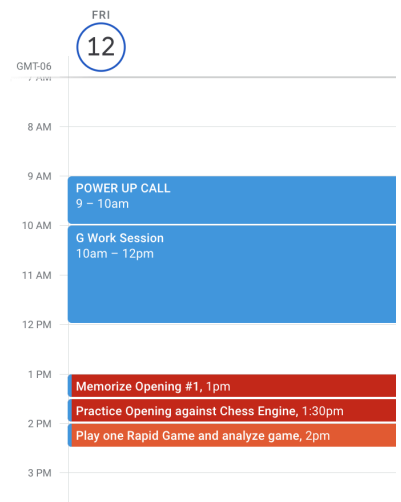 FRI
12
GMT-06
7 AM
8 AM
9 AM
POWER UP CALL
9 – 10am
10 AM
G Work Session
10am – 12pm
11 AM
12 PM
1 PM
Memorize Opening #1, 1pm
Practice Opening against Chess Engine, 1:30pm
2 PM
Play one Rapid Game and analyze game, 2pm
3 PM